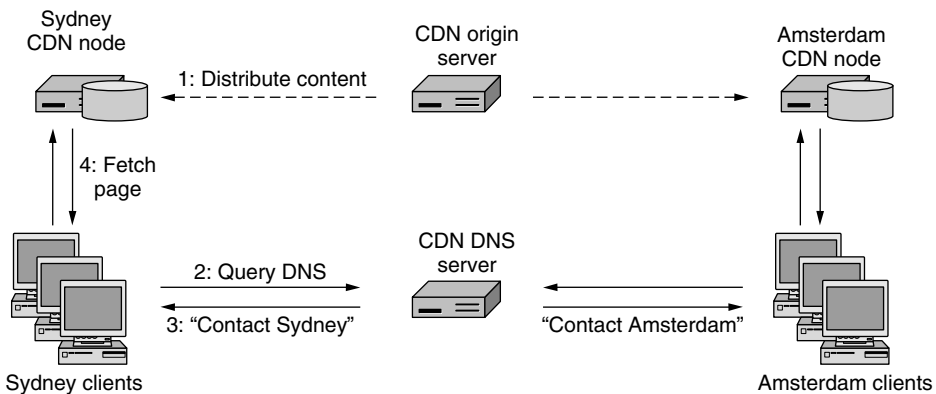 Sydney
CDN node
CDN origin
server
Amsterdam
CDN node
1: Distribute content
4: Fetch
page
CDN DNS
server
2: Query DNS
3: “Contact Sydney”
“Contact Amsterdam”
Sydney clients
Amsterdam clients